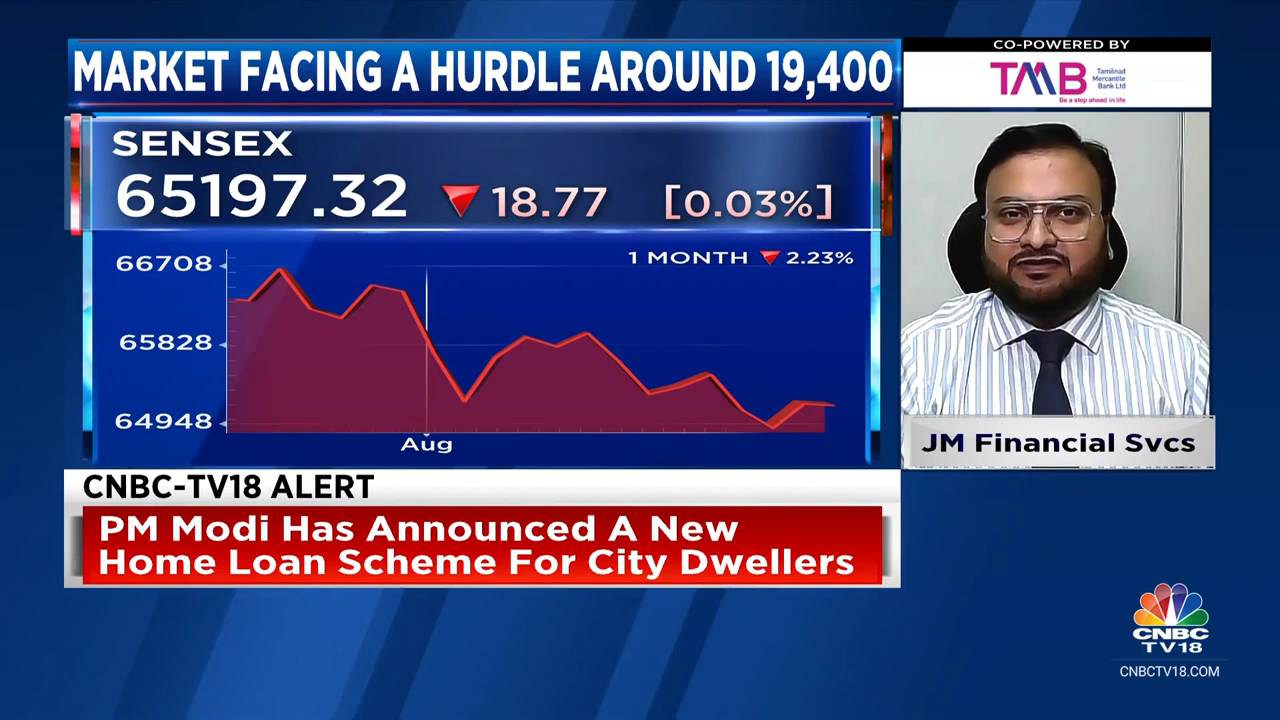 MARKET FACING A HURDLE AROUND 19,400
CO-POWERED BY
TMB
Tamilnad
Mercantile
Bank Ltd
Be a step ahead in life
SENSEX
65197.32 ▼ 18.77 [0.03%]
1 MONTH ▼ 2.23%
66708
65828
64948
Aug
JM Financial Svcs
CNBC-TV18 ALERT
PM Modi Has Announced A New
Home Loan Scheme For City Dwellers
CNBC
TV18
CNBCTV18.COM